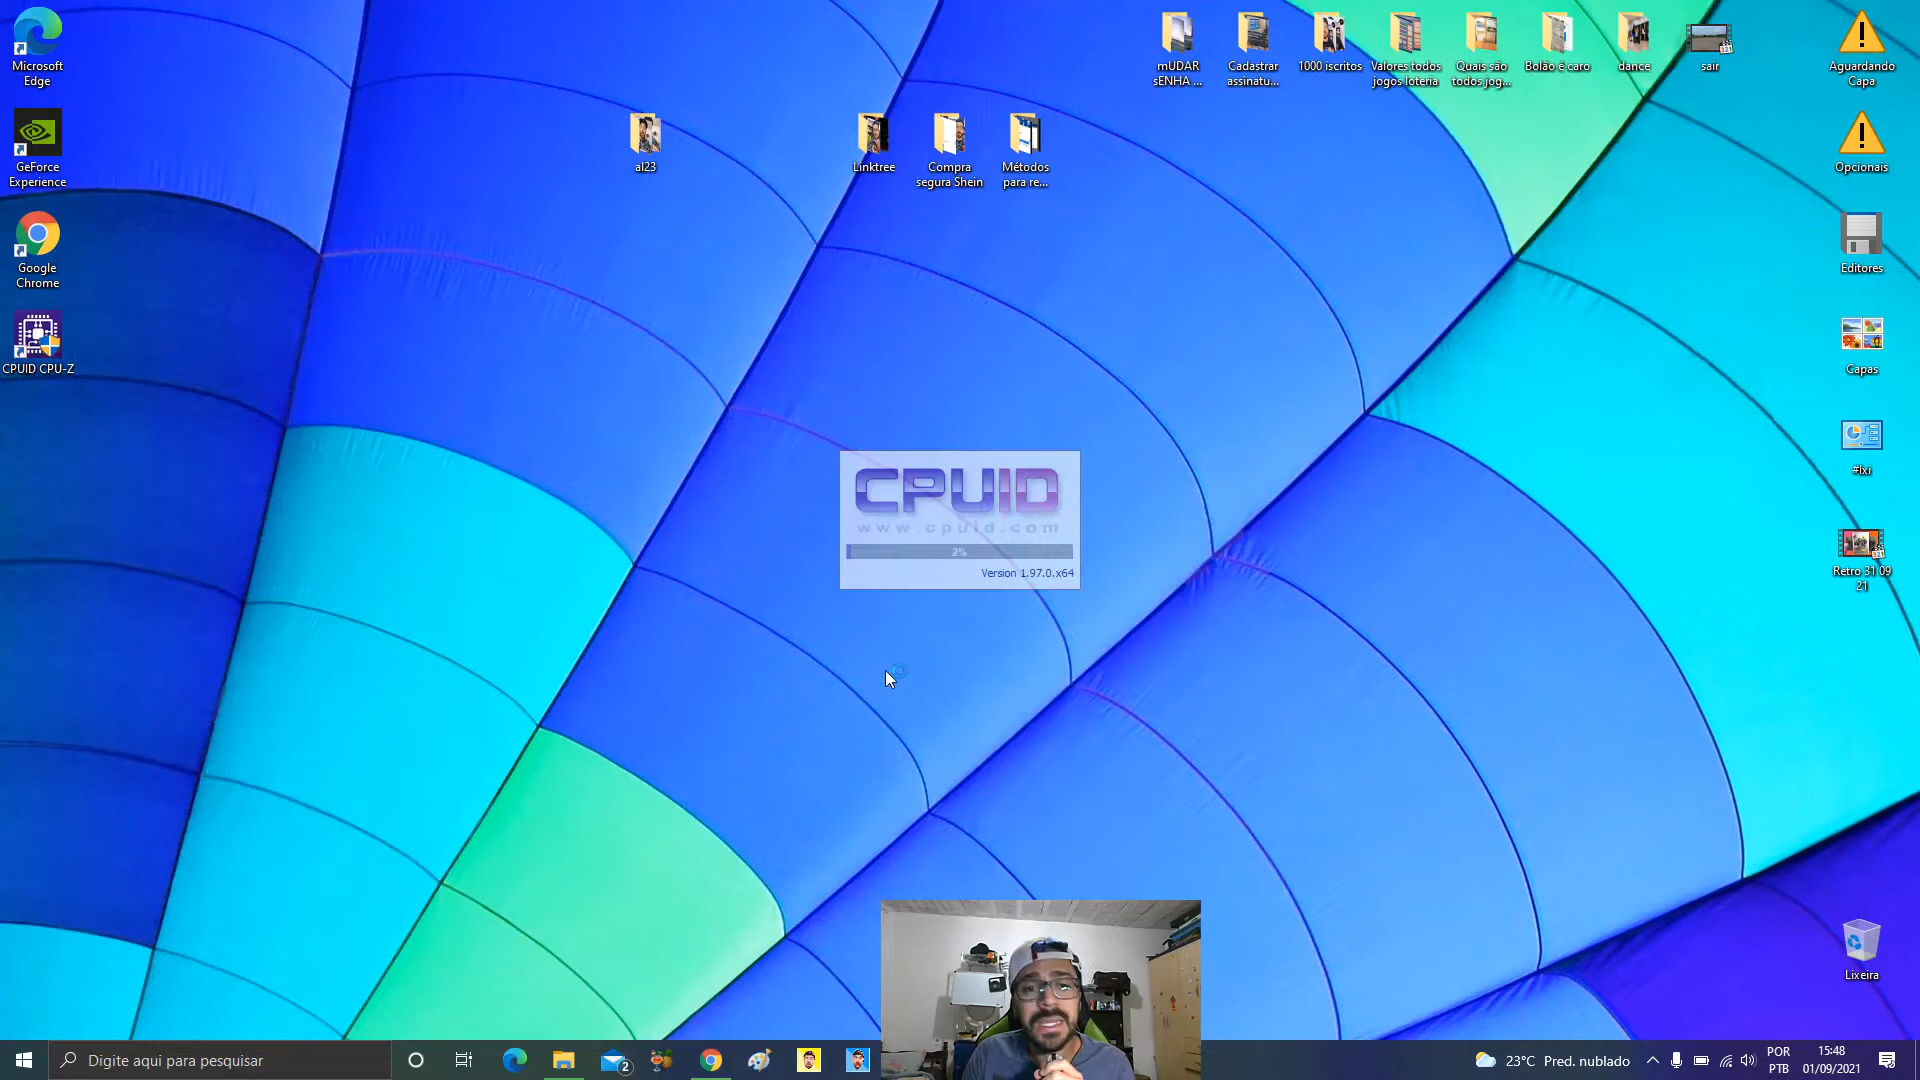 Microsoft
Edge
GeForce
Experience
Google
Chrome
CPUID CPU-Z
al23
Linktree
Compra
segura Shein
Métodos
para re...
mUDAR
sENHA ...
Cadastrar
assinatu...
1000 iscritos
Valores todos
jogos loteria
Quais são
todos jog...
Bolão é caro
dance
sair
Aguardando
Capa
Opcionais
Editores
Capas
#lxi
Retro 31 09
21
Lixeira
CPUID
www.cpuid.com
2%
Version 1.97.0.x64
Digite aqui para pesquisar
2
23°C Pred. nublado
POR
PTB
15:48
01/09/2021